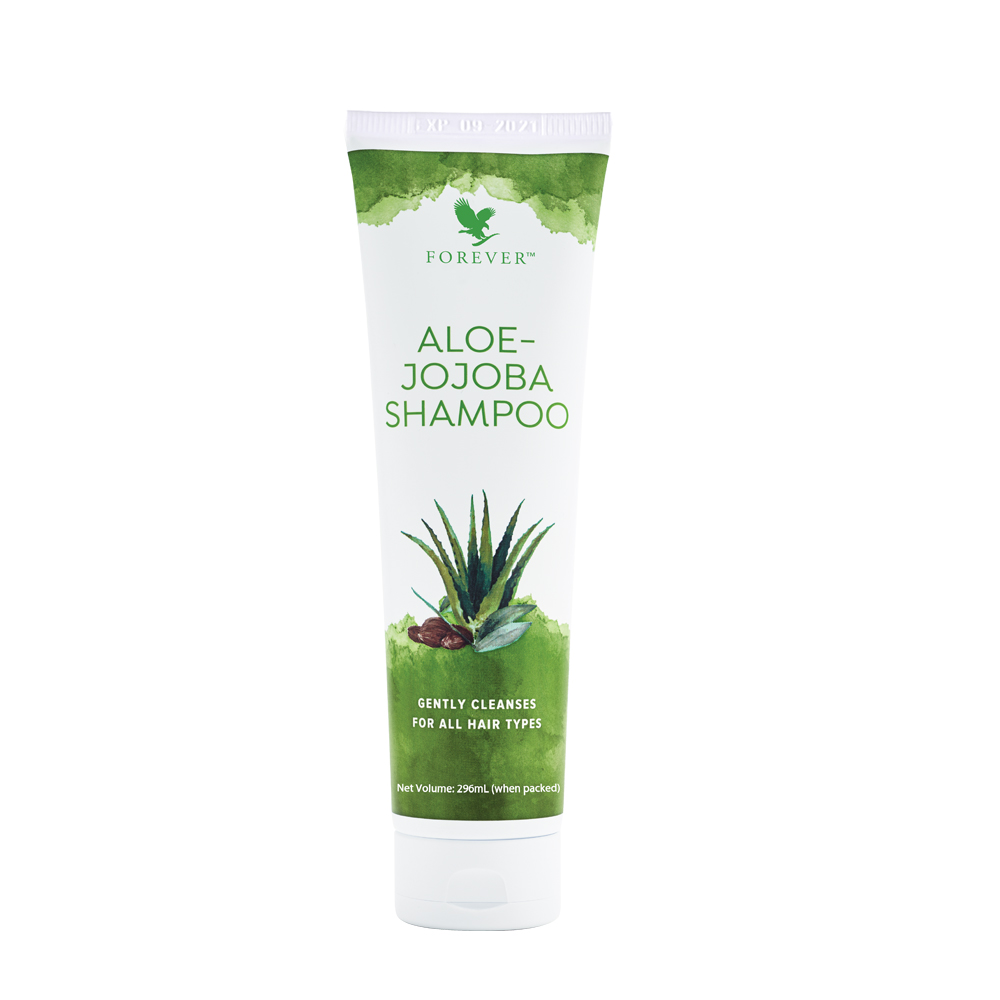 EXP 09 2021
FOREVER™
ALOE-
JOJOBA
SHAMPOO
GENTLY CLEANSES
FOR ALL HAIR TYPES
Net Volume: 296mL (when packed)